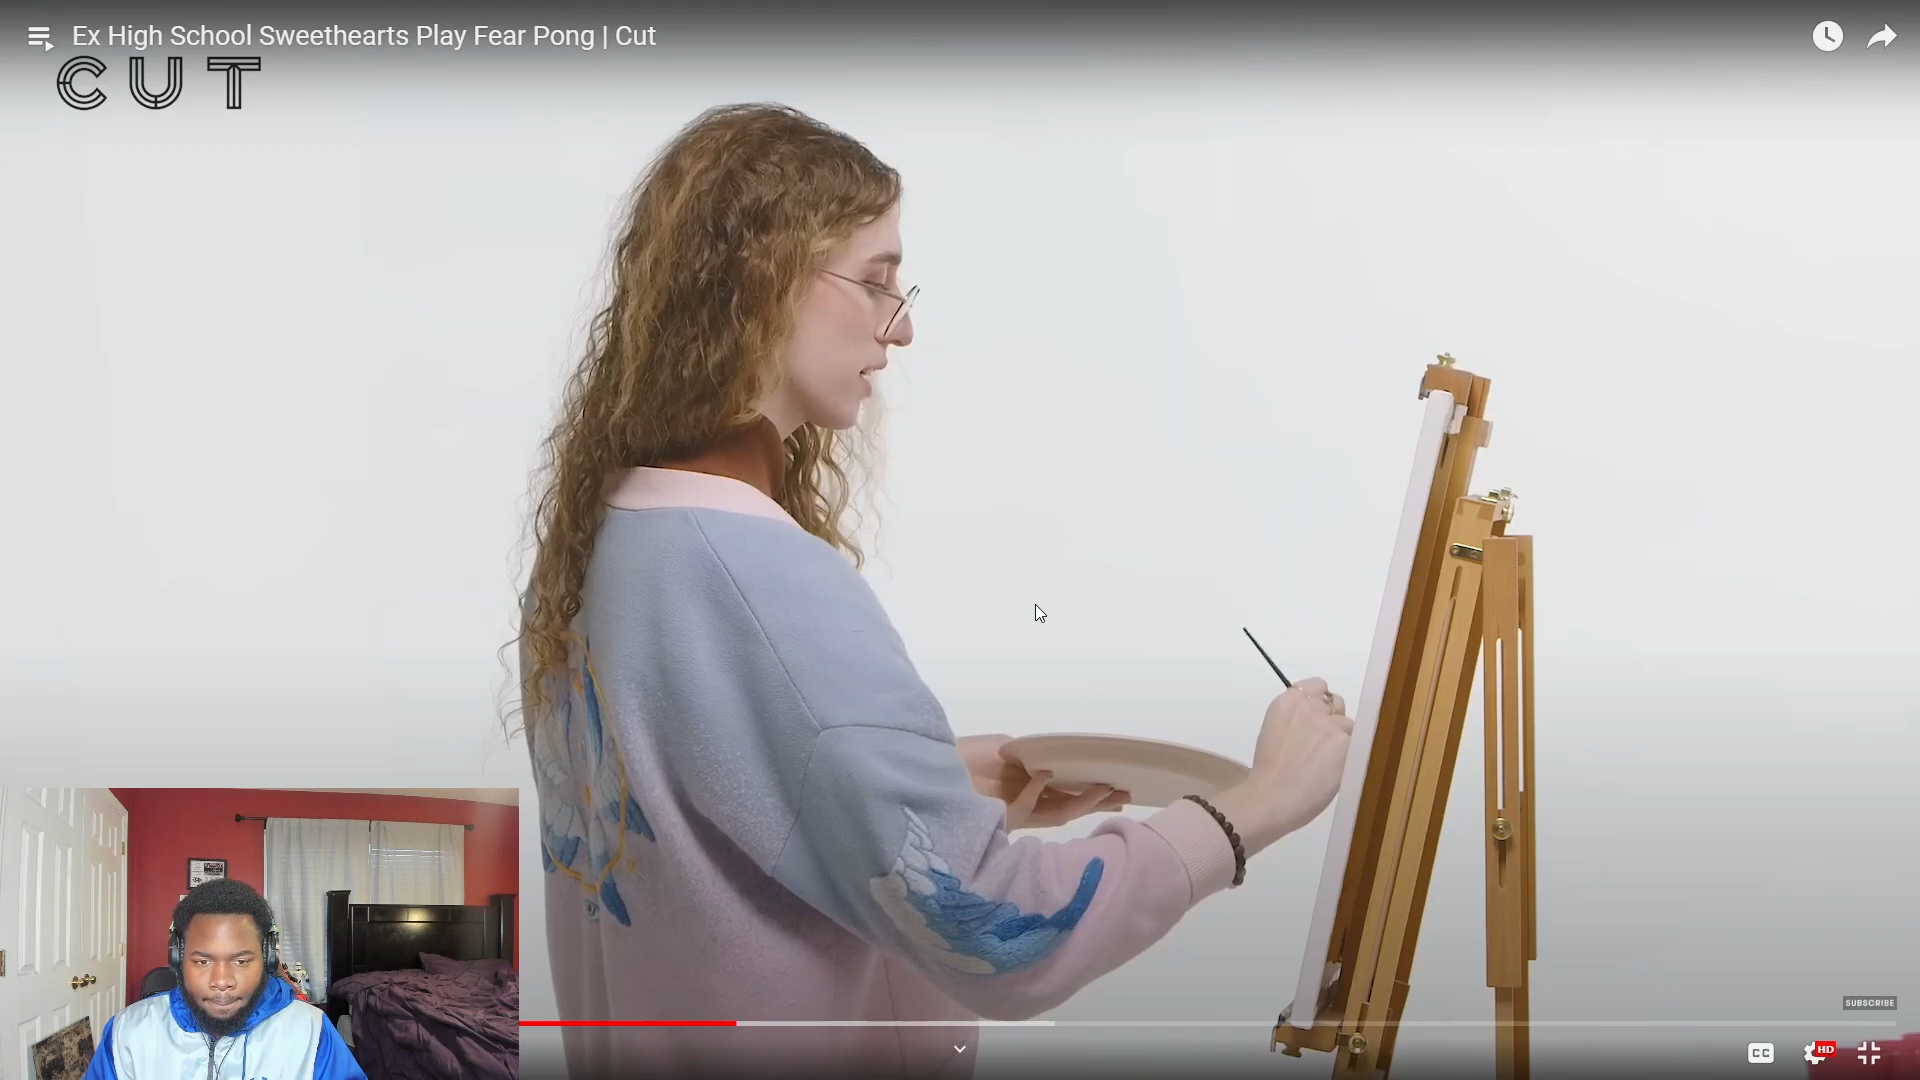 Ex High School Sweethearts Play Fear Pong | Cut
CUT
SUBSCRIBE
CC
HD